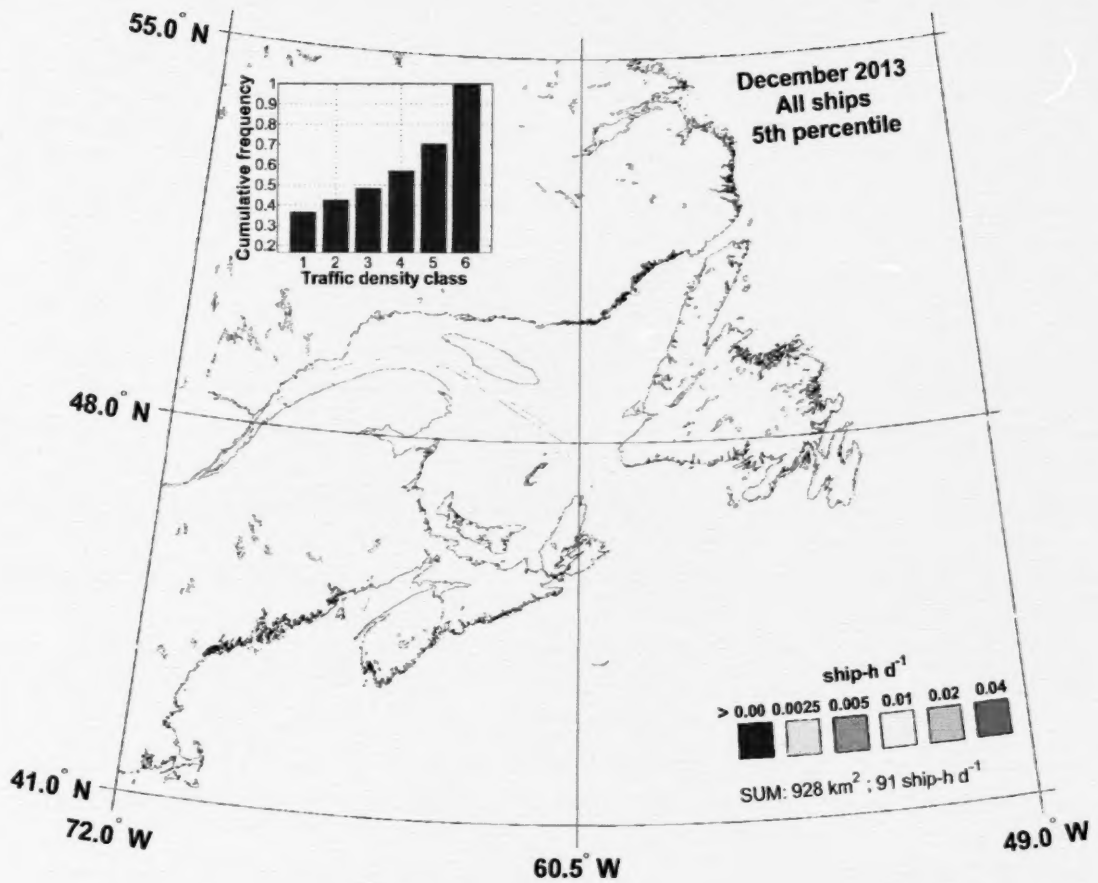 55.0° N
December 2013
All ships
5th percentile
Cumulative frequency
1
0.9
0.8
0.7
0.6
0.5
0.4
0.3
0.2
1 2 3 4 5 6
Traffic density class
48.0° N
ship-h d⁻¹
> 0.00 0.0025 0.005 0.01 0.02 0.04
SUM: 928 km² ; 91 ship-h d⁻¹
41.0° N
72.0° W
60.5° W
49.0° W